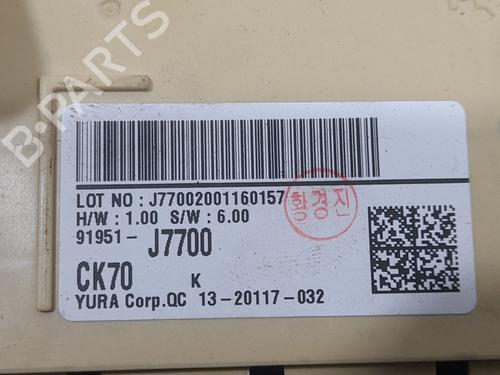 B-PARTS
LOT NO : J77002001160157
H/W : 1.00 S/W : 6.00
황경진
91951- J7700
CK70 K
YURA Corp.QC 13-20117-032